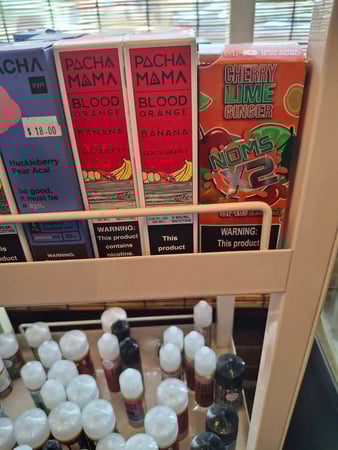 PACHA
syn.
$ 18.00
Huckleberry
Pear Acai
So good,
it must be
a syn.
WARNING:
PACHA
MAMA
BLOOD
ORANGE
BANANA
GOOSEBERRY
WARNING:
This product
contains
nicotine.
PACHA
MAMA
BLOOD
ORANGE
BANANA
GOOSEBERRY
This product
CHERRY
LIME
GINGER
NOMS
X2
WARNING:
This product